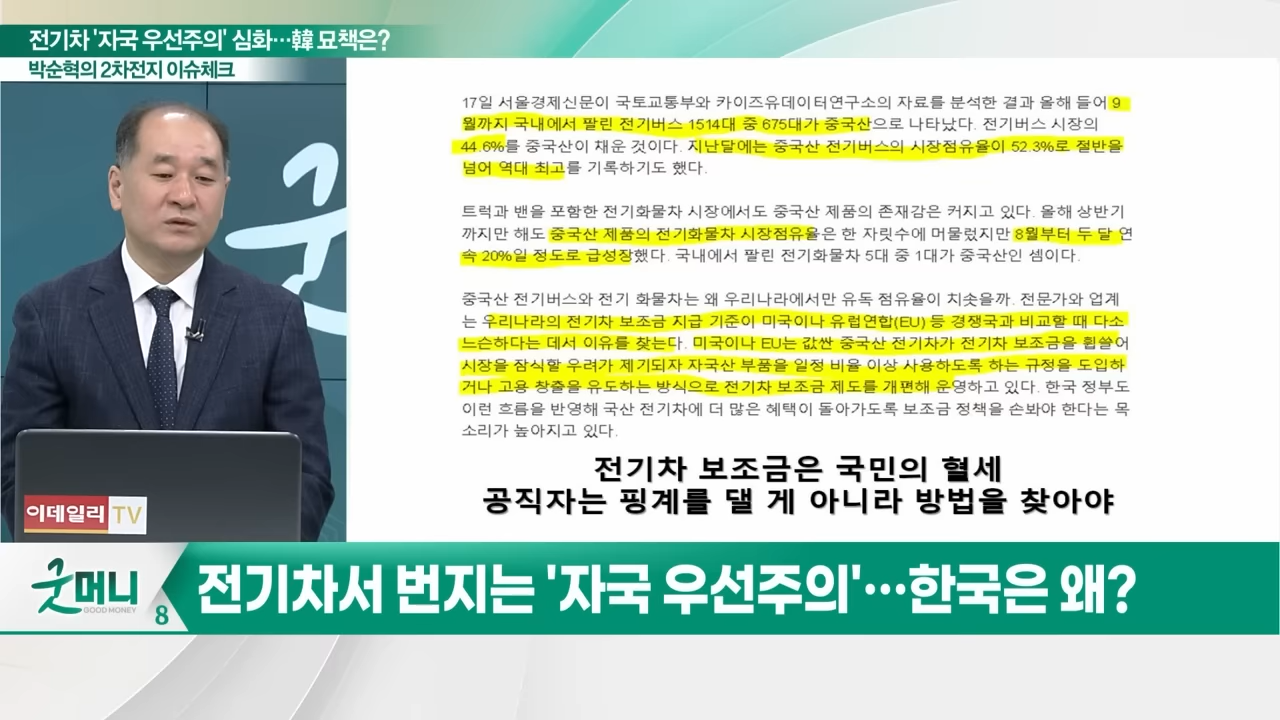 전기차 '자국 우선주의' 심화…韓 묘책은?
박순혁의 2차전지 이슈체크
17일 서울경제신문이 국토교통부와 카이즈유데이터연구소의 자료를 분석한 결과 올해 들어 9
월까지 국내에서 팔린 전기버스 1514대 중 675대가 중국산으로 나타났다. 전기버스 시장의
44.6%를 중국산이 채운 것이다. 지난달에는 중국산 전기버스의 시장점유율이 52.3%로 절반을
넘어 역대 최고를 기록하기도 했다.
트럭과 밴을 포함한 전기화물차 시장에서도 중국산 제품의 존재감은 커지고 있다. 올해 상반기
까지만 해도 중국산 제품의 전기화물차 시장점유율은 한 자릿수에 머물렀지만 8월부터 두 달 연
속 20%일 정도로 급성장했다. 국내에서 팔린 전기화물차 5대 중 1대가 중국산인 셈이다.
중국산 전기버스와 전기 화물차는 왜 우리나라에서만 유독 점유율이 치솟을까. 전문가와 업계
는 우리나라의 전기차 보조금 지급 기준이 미국이나 유럽연합(EU) 등 경쟁국과 비교할 때 다소
느슨하다는 데서 이유를 찾는다. 미국이나 EU는 값싼 중국산 전기차가 전기차 보조금을 휩쓸어
시장을 잠식할 우려가 제기되자 자국산 부품을 일정 비율 이상 사용하도록 하는 규정을 도입하
거나 고용 창출을 유도하는 방식으로 전기차 보조금 제도를 개편해 운영하고 있다. 한국 정부도
이런 흐름을 반영해 국산 전기차에 더 많은 혜택이 돌아가도록 보조금 정책을 손봐야 한다는 목
소리가 높아지고 있다.
전기차 보조금은 국민의 혈세
공직자는 핑계를 댈 게 아니라 방법을 찾아야
이데일리 TV
굿머니
GOOD MONEY
8
전기차서 번지는 '자국 우선주의'…한국은 왜?